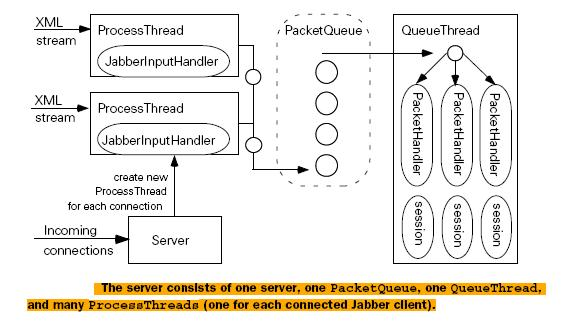 XML
stream
ProcessThread
JabberInputHandler
XML
stream
ProcessThread
JabberInputHandler
create new
ProcessThread
for each connection
Incoming
connections
Server
PacketQueue
QueueThread
PacketHandler
PacketHandler
PacketHandler
session
session
session
The server consists of one server, one PacketQueue, one QueueThread,
and many ProcessThreads (one for each connected Jabber client).